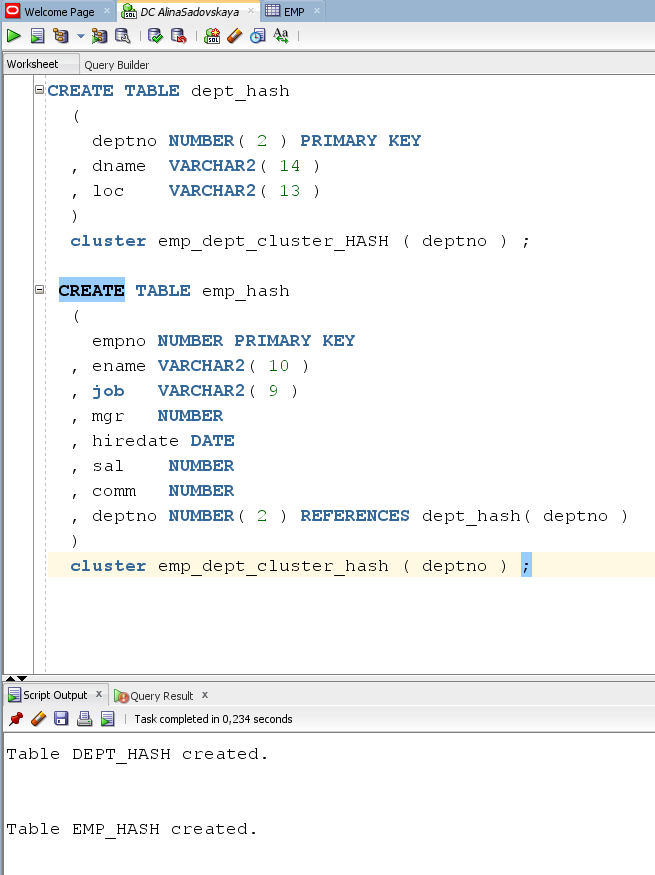 Welcome Page
DC AlinaSadovskaya
EMP
Worksheet
Query Builder
CREATE TABLE dept_hash
(
deptno NUMBER( 2 ) PRIMARY KEY
, dname VARCHAR2( 14 )
, loc VARCHAR2( 13 )
)
cluster emp_dept_cluster_HASH ( deptno ) ;
CREATE TABLE emp_hash
(
empno NUMBER PRIMARY KEY
, ename VARCHAR2( 10 )
, job VARCHAR2( 9 )
, mgr NUMBER
, hiredate DATE
, sal NUMBER
, comm NUMBER
, deptno NUMBER( 2 ) REFERENCES dept_hash( deptno )
)
cluster emp_dept_cluster_hash ( deptno ) ;
Script Output
Query Result
Task completed in 0,234 seconds
Table DEPT_HASH created.
Table EMP_HASH created.